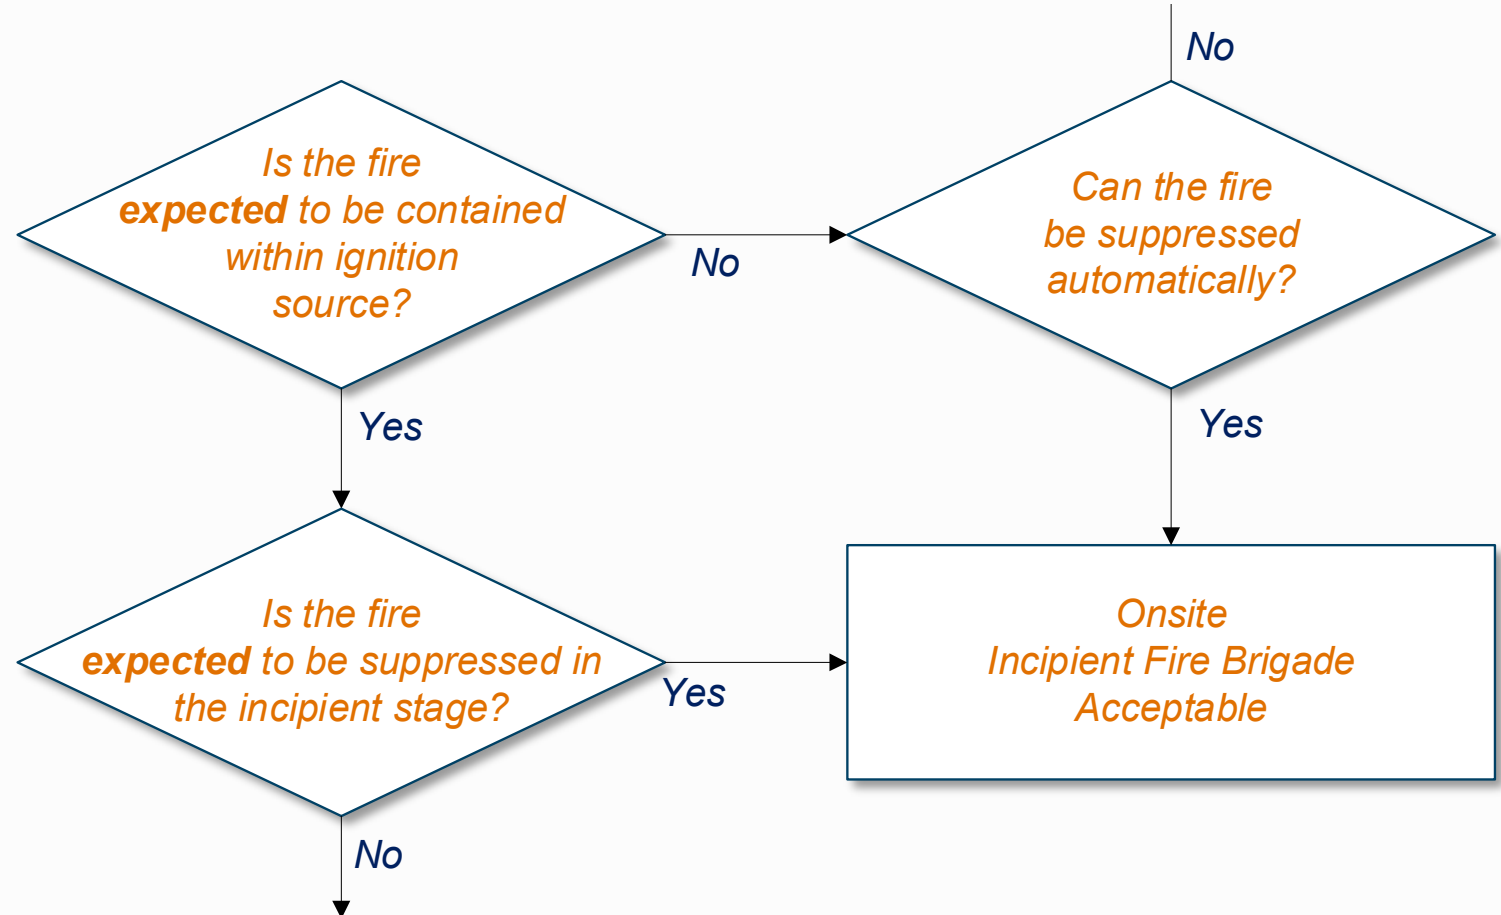 No
Is the fire
expected to be contained
within ignition
source?
No
Can the fire
be suppressed
automatically?
Yes
Yes
Is the fire
expected to be suppressed in
the incipient stage?
Yes
Onsite
Incipient Fire Brigade
Acceptable
No